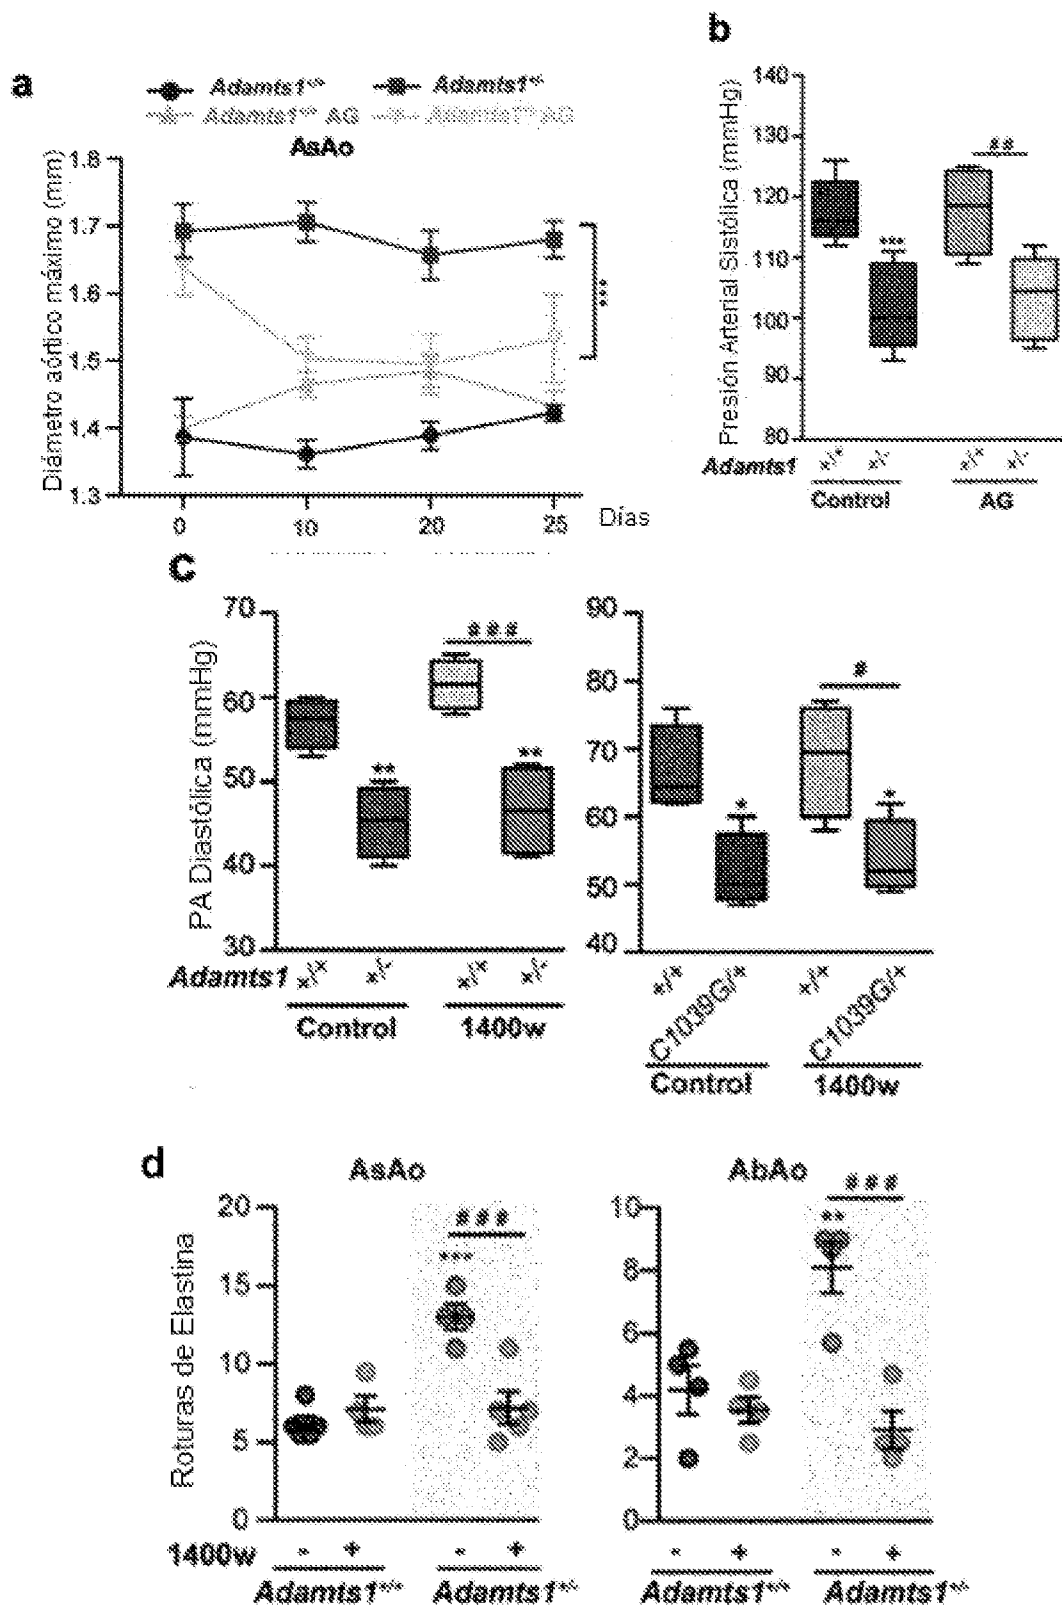 a
Adamts1+/+
Adamts1+/-
Adamts1+/+ AG
Adamts1+/- AG
AsAo
Diámetro aórtico máximo (mm)
1.8
1.7
1.6
1.5
1.4
1.3
***
0
10
20
25
Días
b
Presión Arterial Sistólica (mmHg)
140
130
120
110
100
90
80
***
##
Adamts1
+/+
+/-
+/+
+/-
Control
AG
c
PA Diastólica (mmHg)
70
60
50
40
30
**
###
**
Adamts1
+/+
+/-
+/+
+/-
Control
1400w
90
80
70
60
50
40
*
#
*
+/+
C1039G/+
+/+
C1039G/+
Control
1400w
d
AsAo
Roturas de Elastina
20
15
10
5
0
***
###
1400w
-
+
-
+
Adamts1+/+
Adamts1+/-
AbAo
10
8
6
4
2
0
**
###
-
+
-
+
Adamts1+/+
Adamts1+/-